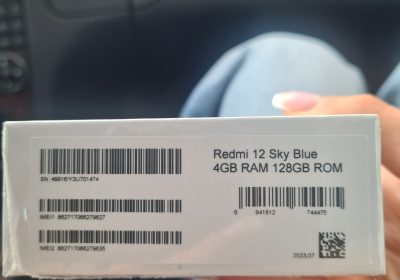 Redmi 12 Sky Blue
4GB RAM 128GB ROM
SN: 49916/Y3U701474
6 941812 744475
IMEI1: 862717066279627
IMEI2: 862717066279635
2023.07